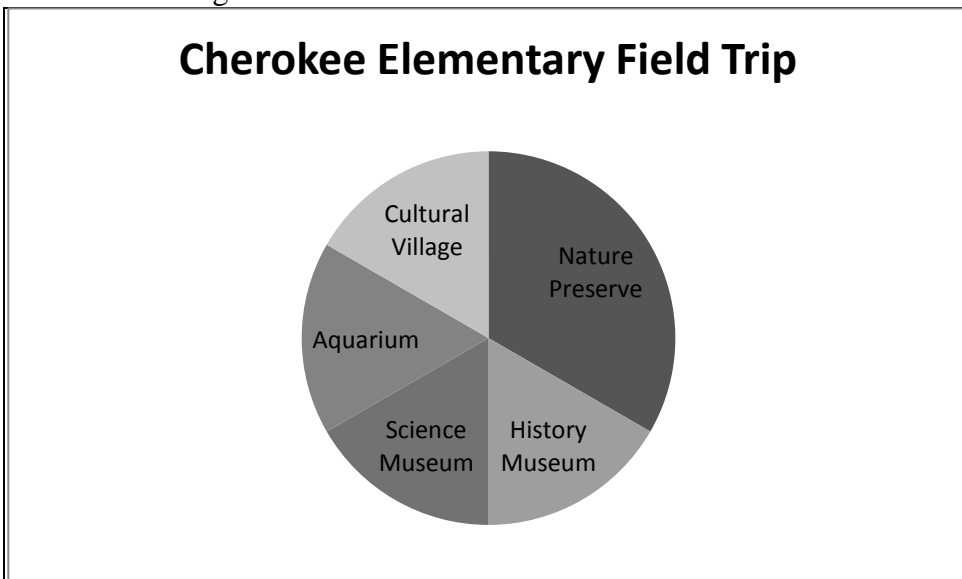 Cherokee Elementary Field Trip
Cultural
Village
Nature
Preserve
Aquarium
Science
Museum
History
Museum